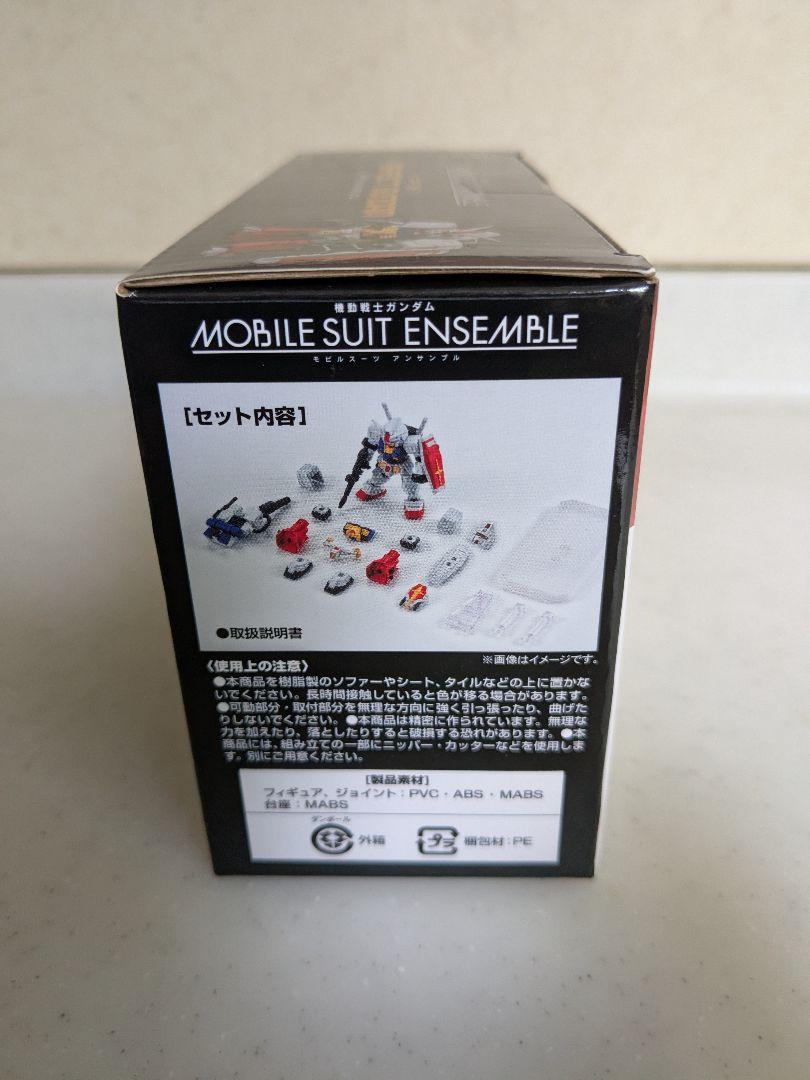 機動戦士ガンダム
MOBILE SUIT ENSEMBLE
モビルスーツ アンサンブル
[セット内容]
●取扱説明書
※画像はイメージです。
〈使用上の注意〉
●本商品を樹脂製のソファーやシート、タイルなどの上に置かな
いでください。長時間接触していると色が移る場合があります。
●可動部分・取付部分を無理な方向に強く引っ張ったり、曲げた
りしないでください。●本商品は精密に作られています。無理な
力を加えたり、落としたりすると破損する恐れがあります。●本
商品には、組み立ての一部にニッパー・カッターなどを使用しま
す。別にご用意ください。
[製品素材]
フィギュア、ジョイント：PVC・ABS・MABS
台座：MABS
ダンボール
外箱
プラ
梱包材：PE